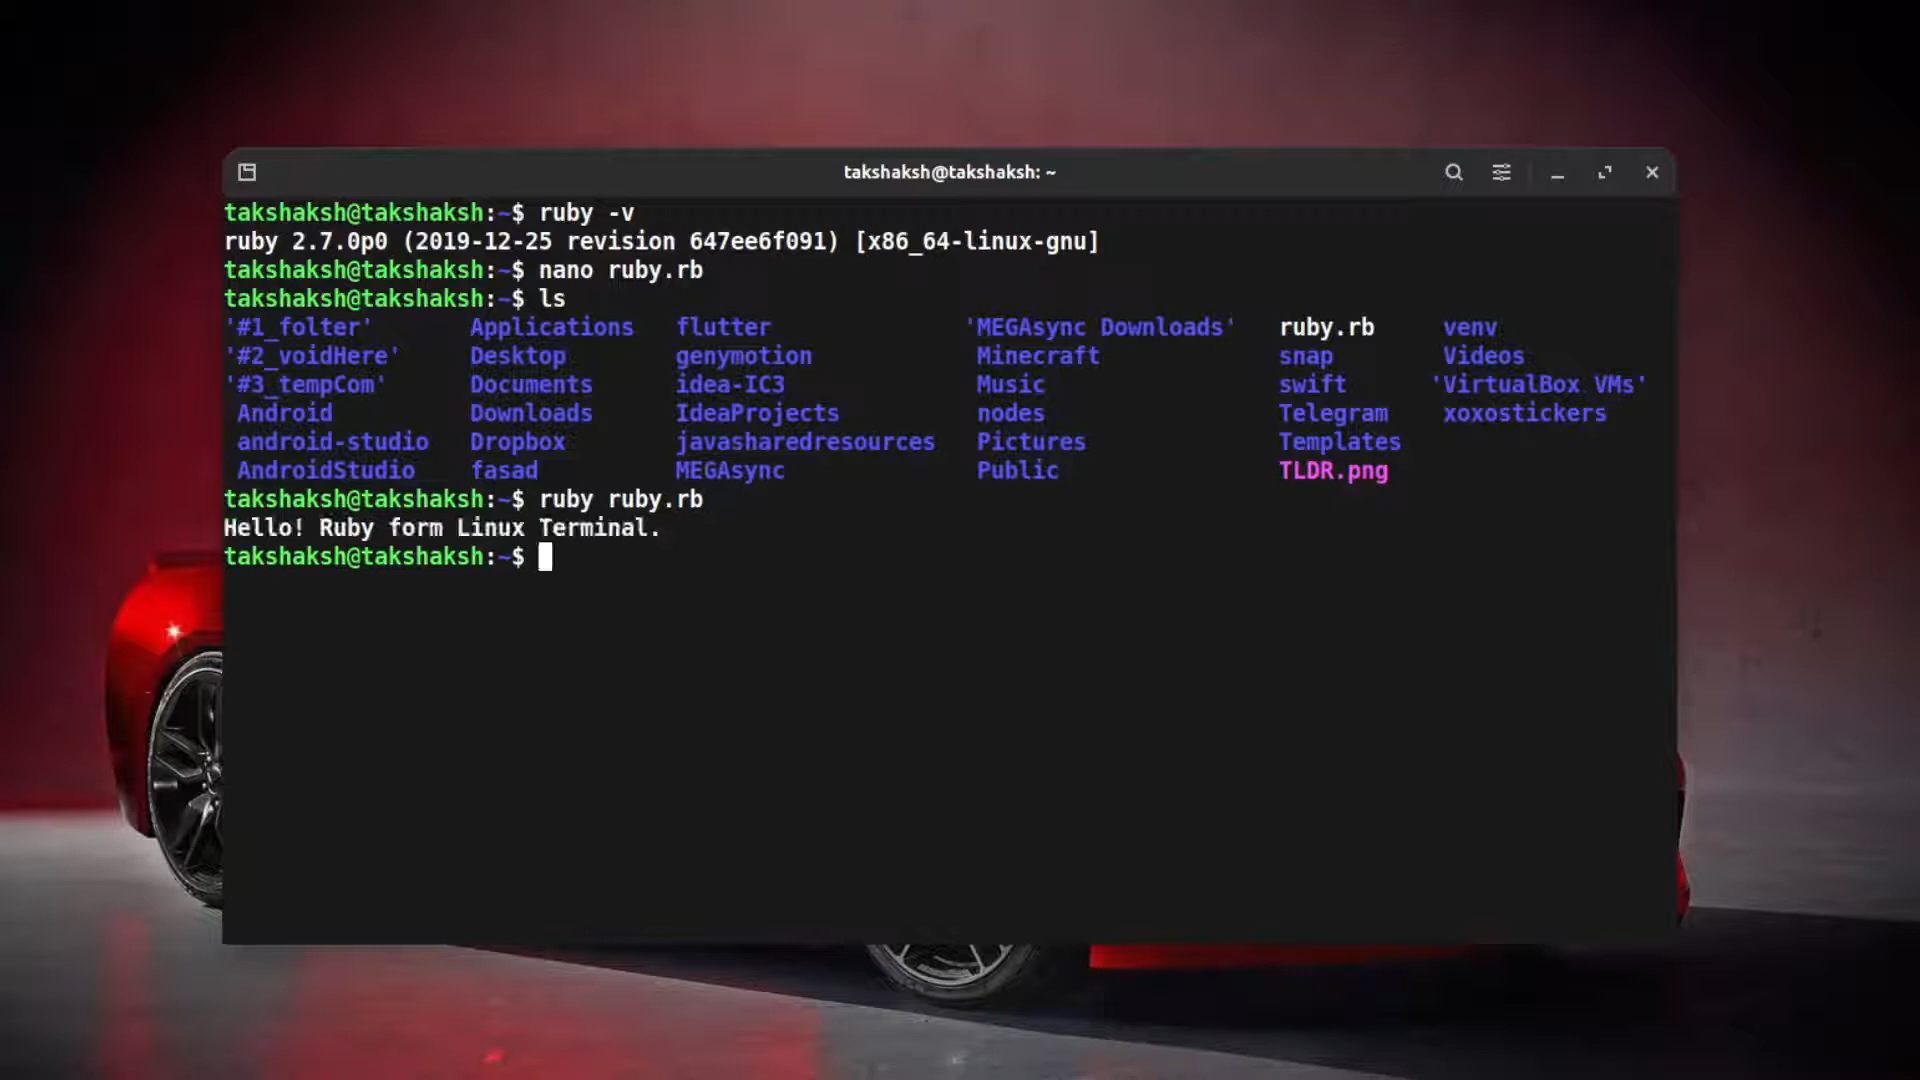 takshaksh@takshaksh: ~
takshaksh@takshaksh:~$ ruby -v
ruby 2.7.0p0 (2019-12-25 revision 647ee6f091) [x86_64-linux-gnu]
takshaksh@takshaksh:~$ nano ruby.rb
takshaksh@takshaksh:~$ ls
'#1_folter' Applications flutter 'MEGAsync Downloads' ruby.rb venv
'#2_voidHere' Desktop genymotion Minecraft snap Videos
'#3_tempCom' Documents idea-IC3 Music swift 'VirtualBox VMs'
Android Downloads IdeaProjects nodes Telegram xoxostickers
android-studio Dropbox javasharedresources Pictures Templates
AndroidStudio fasad MEGAsync Public TLDR.png
takshaksh@takshaksh:~$ ruby ruby.rb
Hello! Ruby form Linux Terminal.
takshaksh@takshaksh:~$